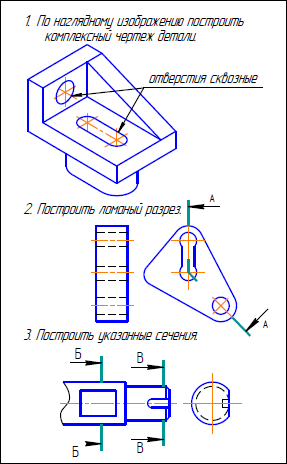 1. По наглядному изображению построить
комплексный чертеж детали.
отверстия сквозные
2. Построить ломаный разрез.
А
А
3. Построить указанные сечения.
Б
В
Б
В